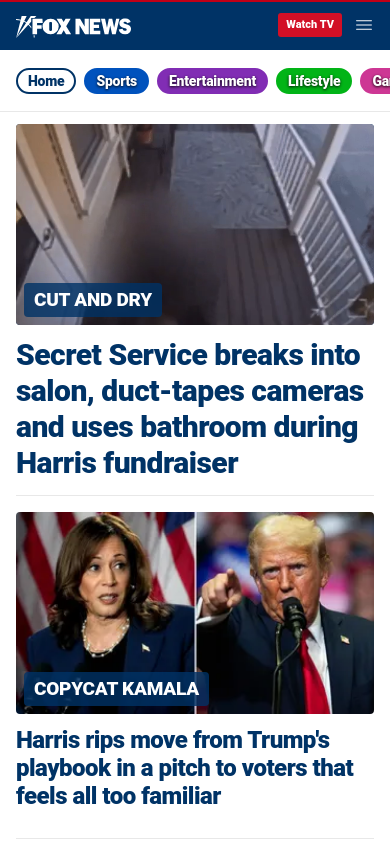 FOX NEWS
Watch TV
Home
Sports
Entertainment
Lifestyle
CUT AND DRY
Secret Service breaks into
salon, duct-tapes cameras
and uses bathroom during
Harris fundraiser
COPYCAT KAMALA
Harris rips move from Trump's
playbook in a pitch to voters that
feels all too familiar